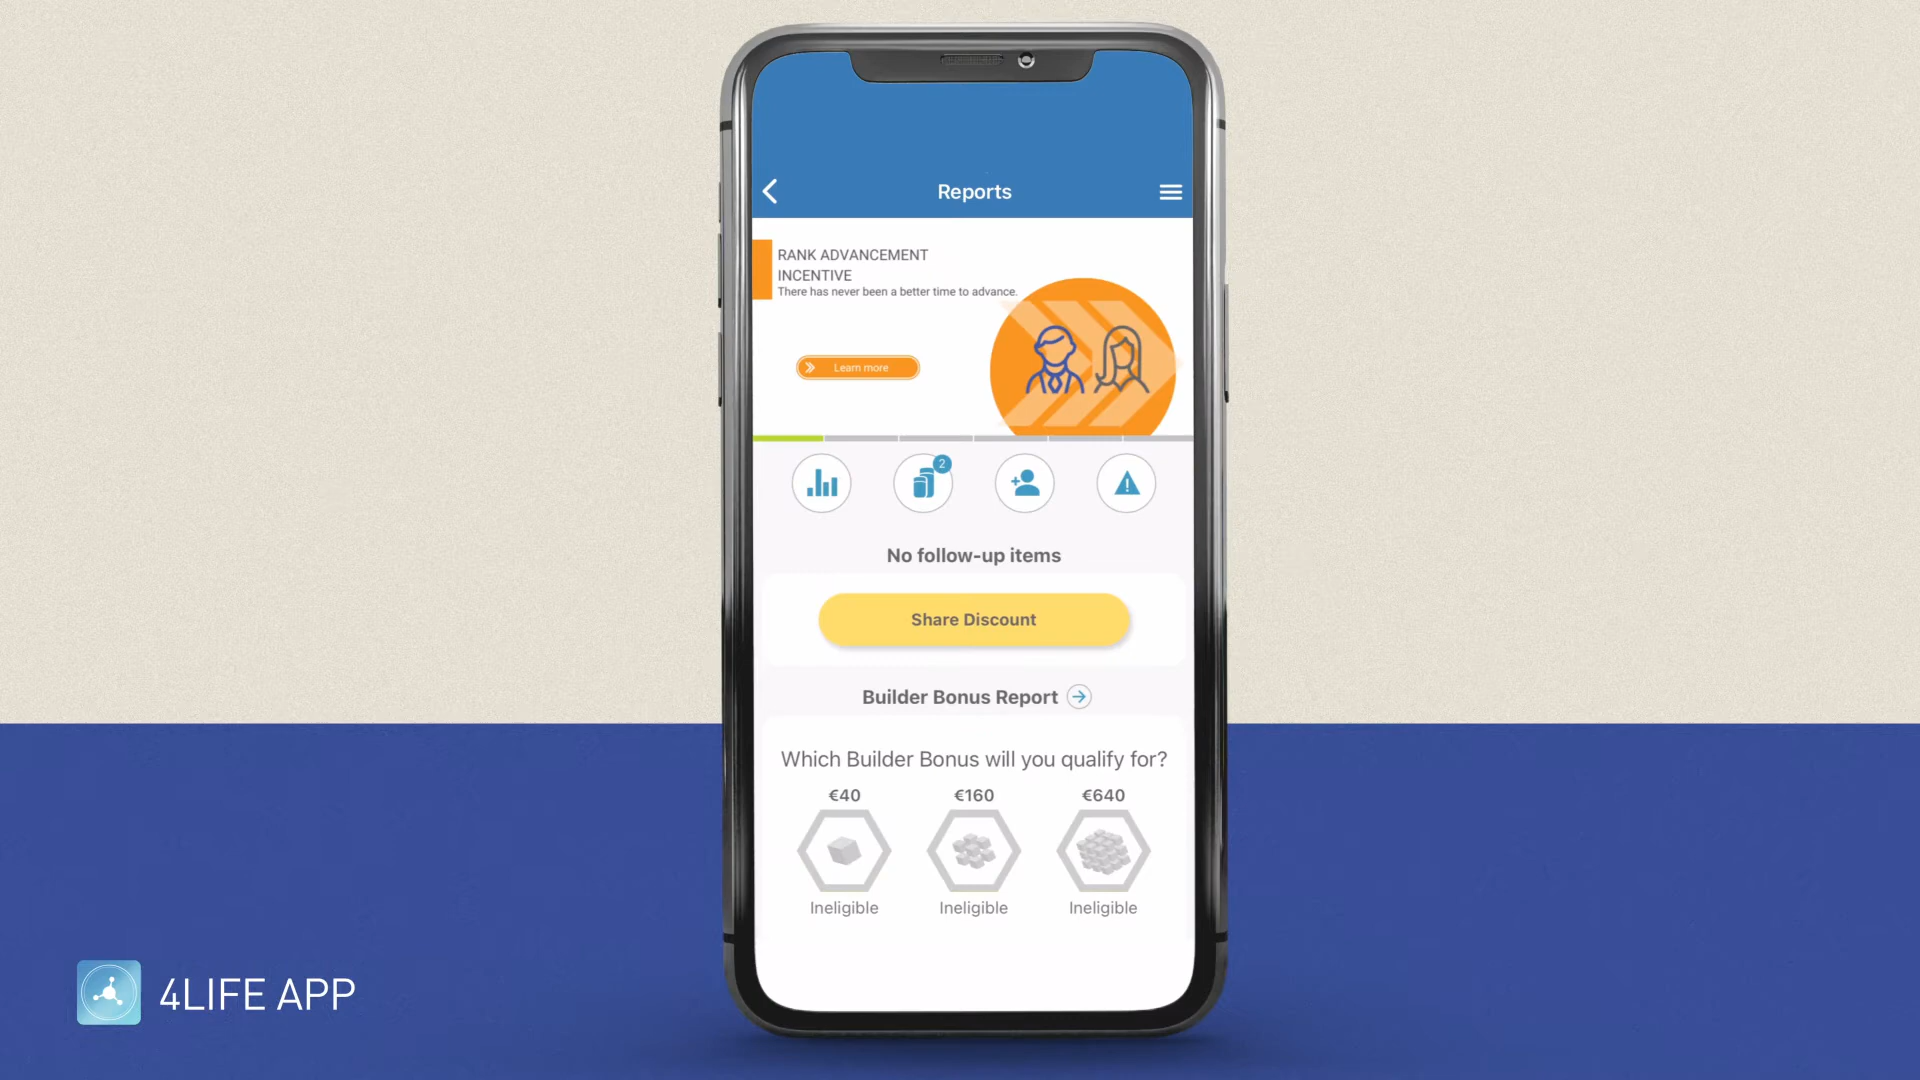 Reports
RANK ADVANCEMENT
INCENTIVE
There has never been a better time to advance.
Learn more
2
No follow-up items
Share Discount
Builder Bonus Report
Which Builder Bonus will you qualify for?
€40 €160 €640
Ineligible Ineligible Ineligible
4LIFE APP